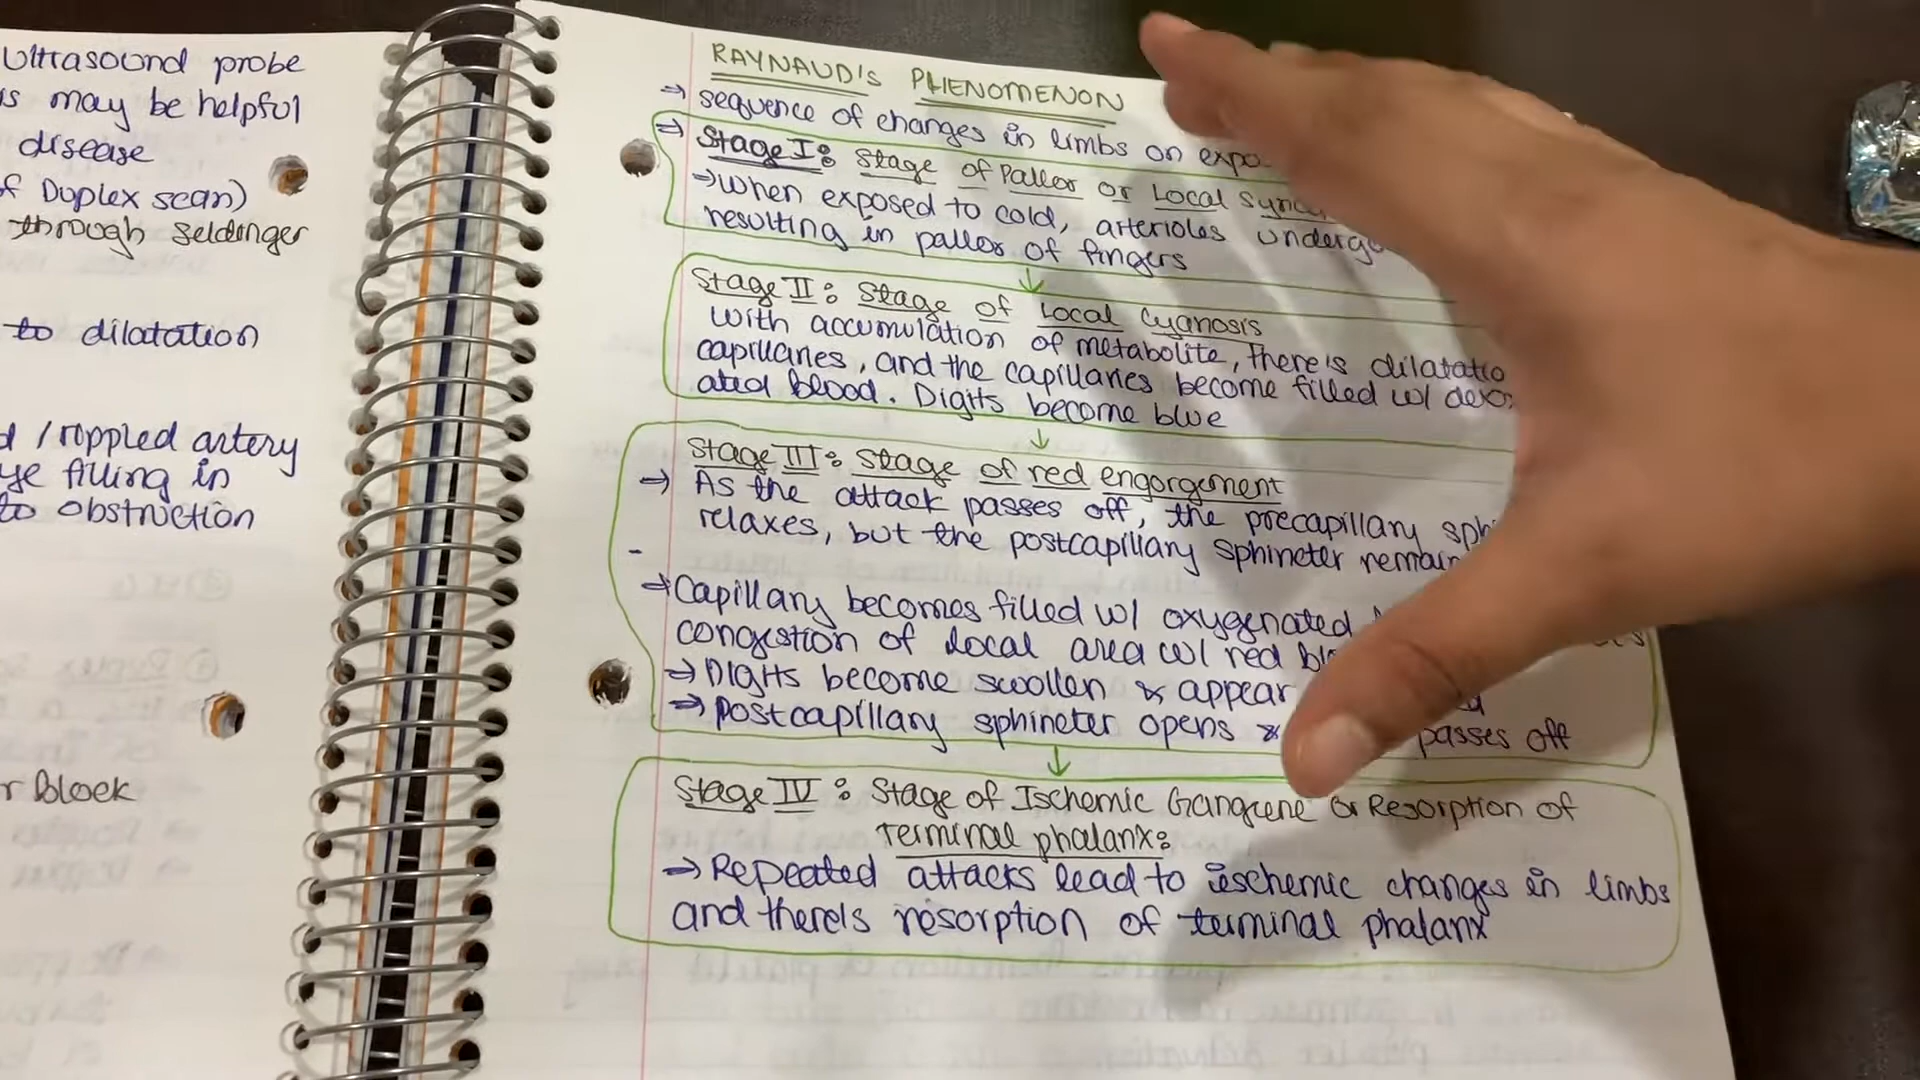 Ultrasound probe
may be helpful
disease
Duplex scan)
through seldinger
to dilatation
/ roppled artery
filling in
to obstruction
Block
RAYNAUD'S PHENOMENON
→ sequence of changes in limbs on expo
→ Stage I: Stage of Pallor or Local
→ When exposed to cold, arterioles undergo
resulting in pallor of fingers
↓
Stage II: Stage of Local Cyanosis
With accumulation of metabolite, there's dilatatio
capillaries, and the capillaries become filled w/ deox
ated blood. Digits become blue
↓
Stage III: Stage of red engorgement
→ As the attack passes off, the precapillary sph
relaxes, but the postcapillary sphincter remain
-
→ Capillary becomes filled w/ oxygenated
congestion of local area w/ red bl
→ Digits become swollen & appear
→ Postcapillary sphincter opens & passes off
↓
Stage IV: Stage of Ischemic Gangrene or Resorption of
Terminal phalanx:
→ Repeated attacks lead to ischemic changes in limbs
and there's resorption of terminal phalanx